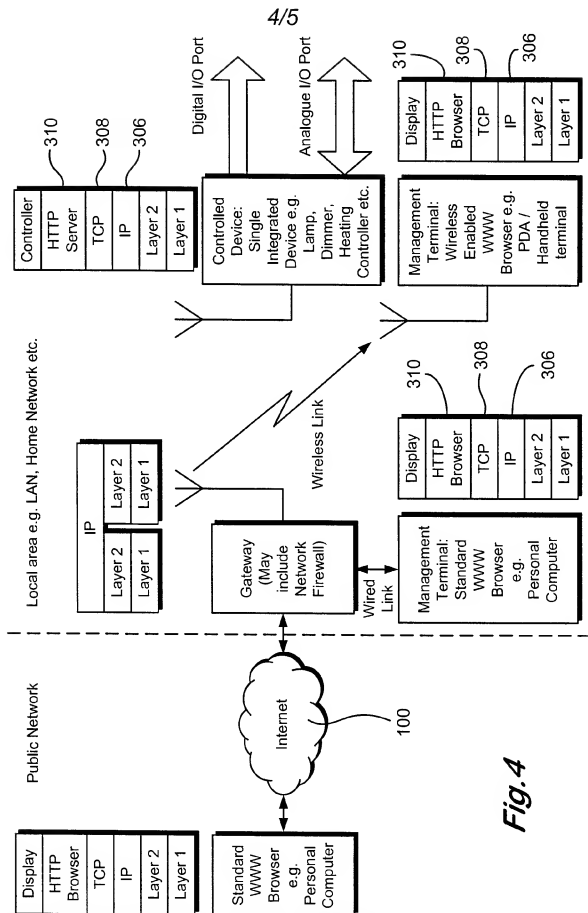 4/5
Public Network
Local area e.g. LAN, Home Network etc.
Display
HTTP
Browser
TCP
IP
Layer 2
Layer 1
Standard
WWW
Browser
e.g.
Personal
Computer
Internet
100
IP
Layer 2
Layer 2
Layer 1
Layer 1
Gateway
(May
include
Network
Firewall)
Wired
Link
Wireless Link
Management
Terminal:
Standard
WWW
Browser
e.g.
Personal
Computer
Display
HTTP
Browser
TCP
IP
Layer 2
Layer 1
310
308
306
Controller
HTTP
Server
TCP
IP
Layer 2
Layer 1
310
308
306
Controlled
Device:
Single
Integrated
Device e.g.
Lamp,
Dimmer,
Heating
Controller etc.
Digital I/O Port
Analogue I/O Port
Management
Terminal:
Wireless
Enabled
WWW
Browser e.g.
PDA /
Handheld
terminal
Display
HTTP
Browser
TCP
IP
Layer 2
Layer 1
310
308
306
Fig.4